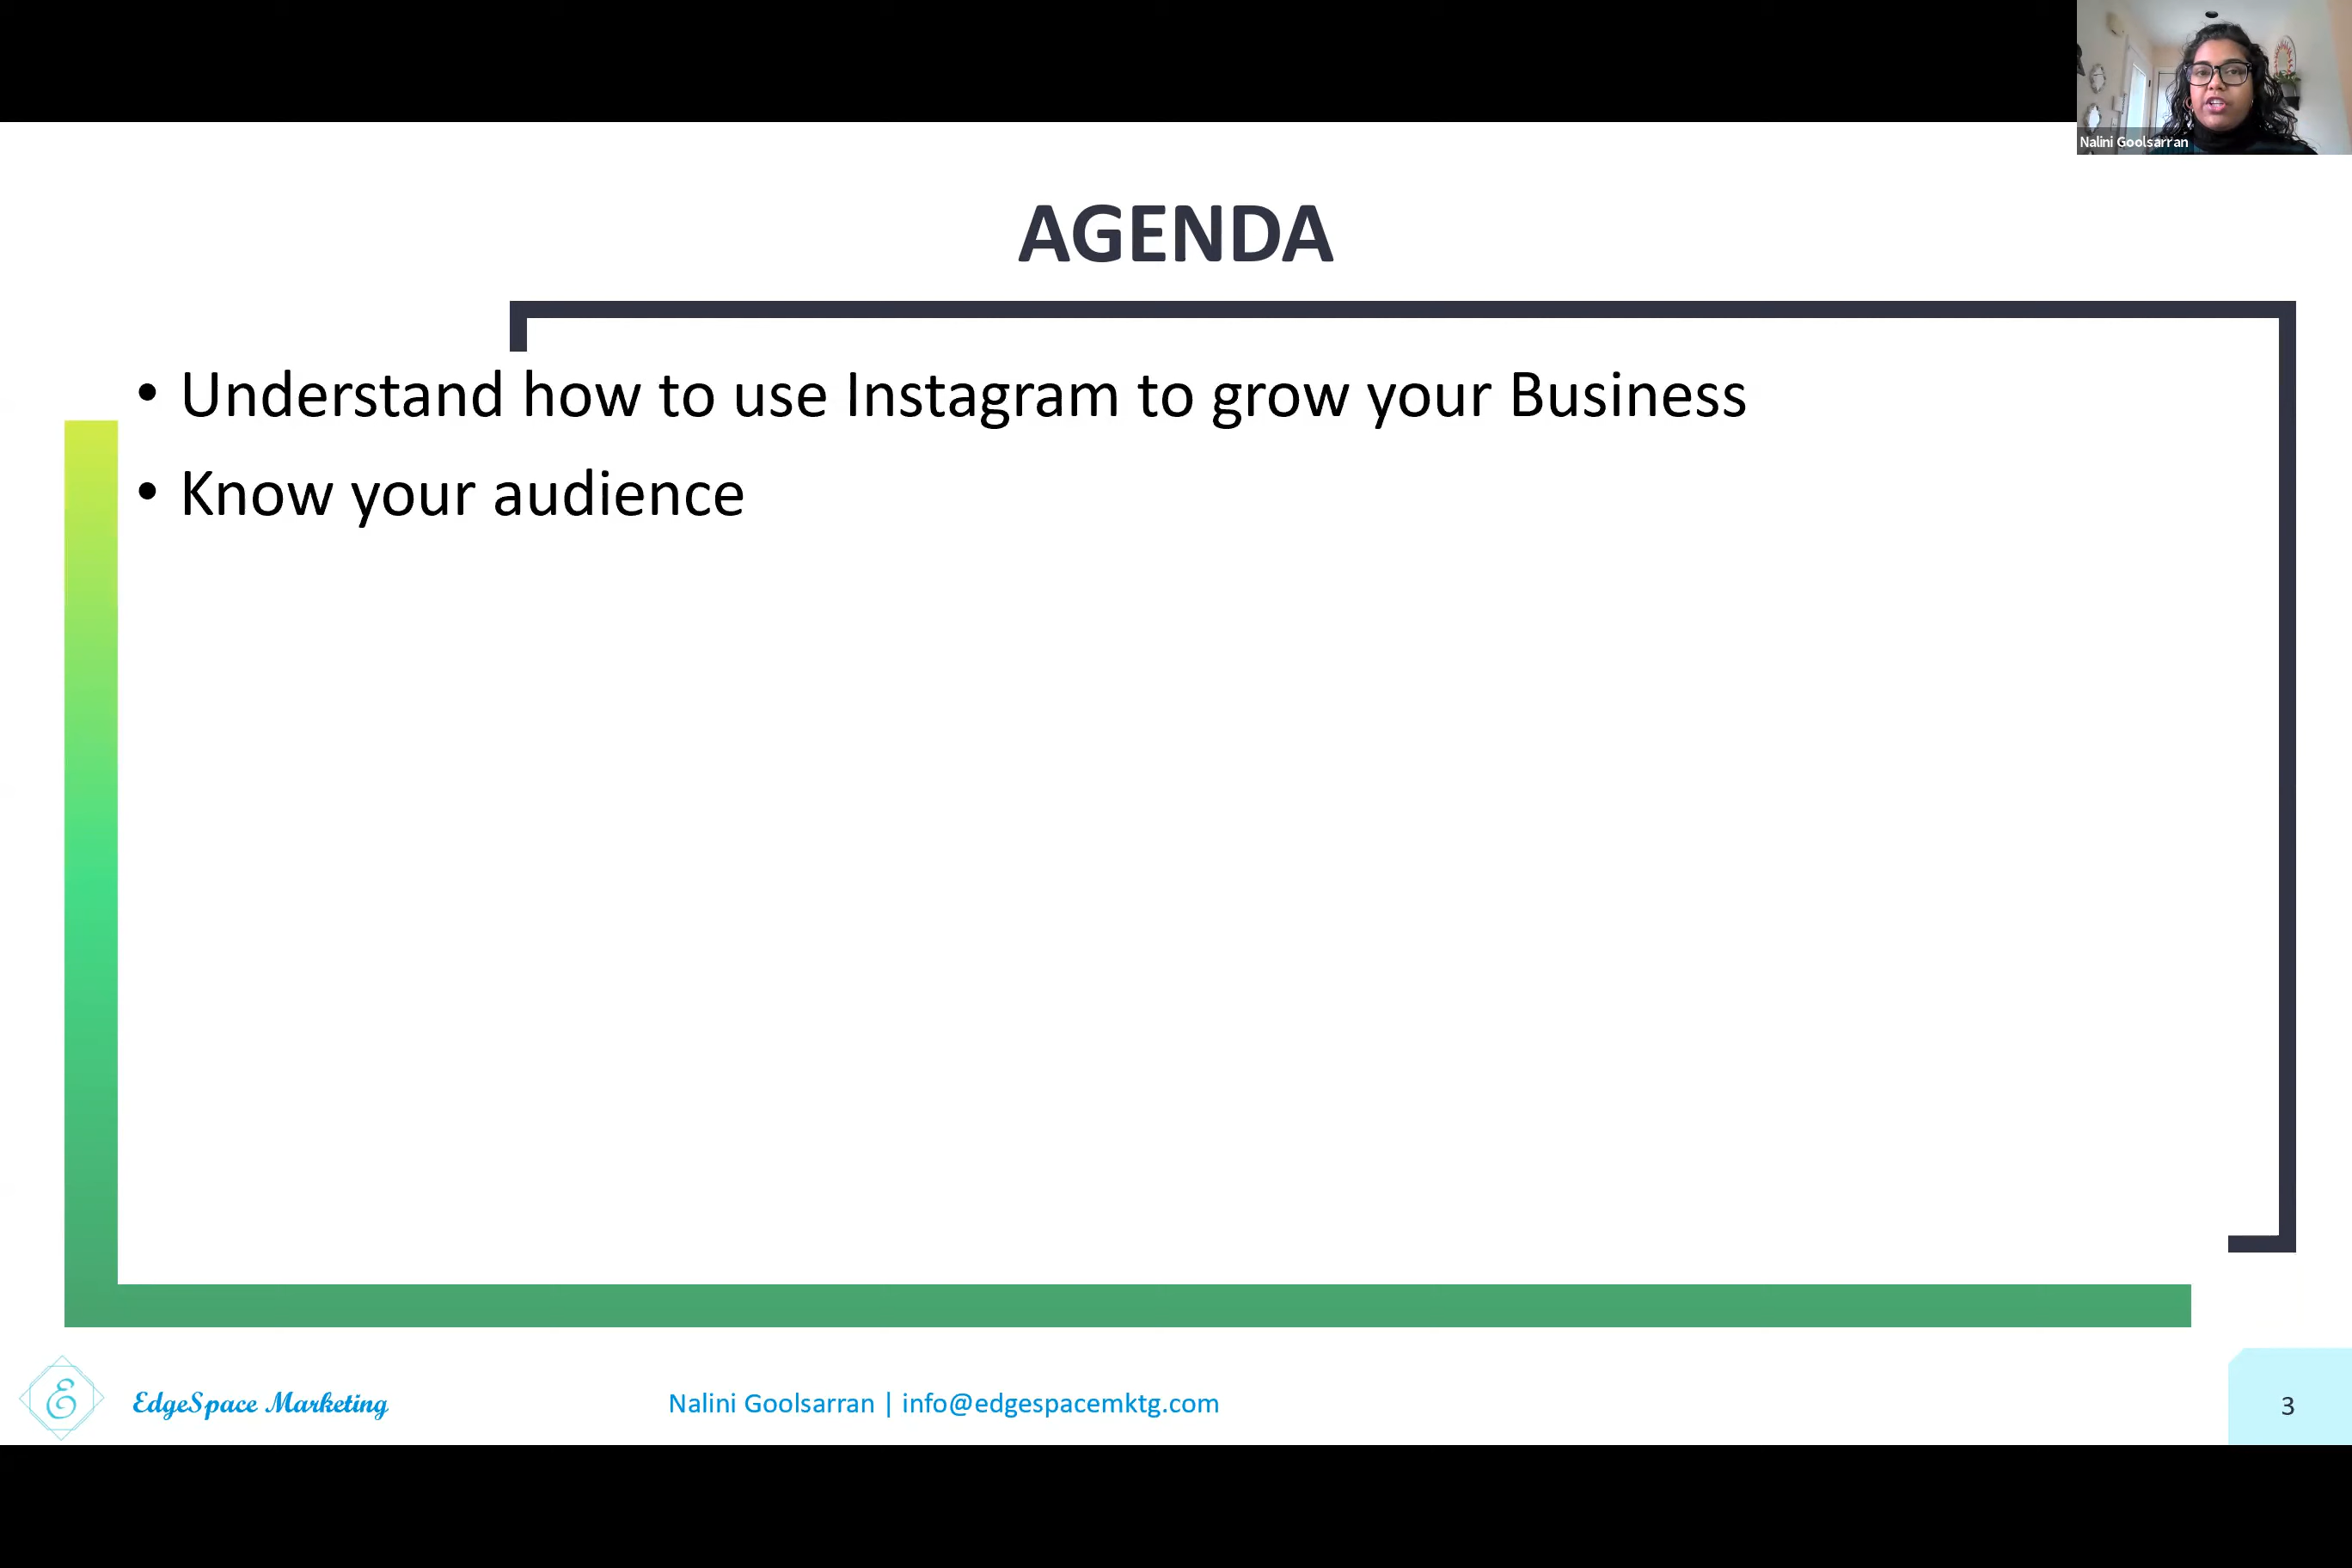 Nalini Goolsarran
AGENDA
• Understand how to use Instagram to grow your Business
• Know your audience
E
EdgeSpace Marketing
Nalini Goolsarran | info@edgespacemktg.com
3